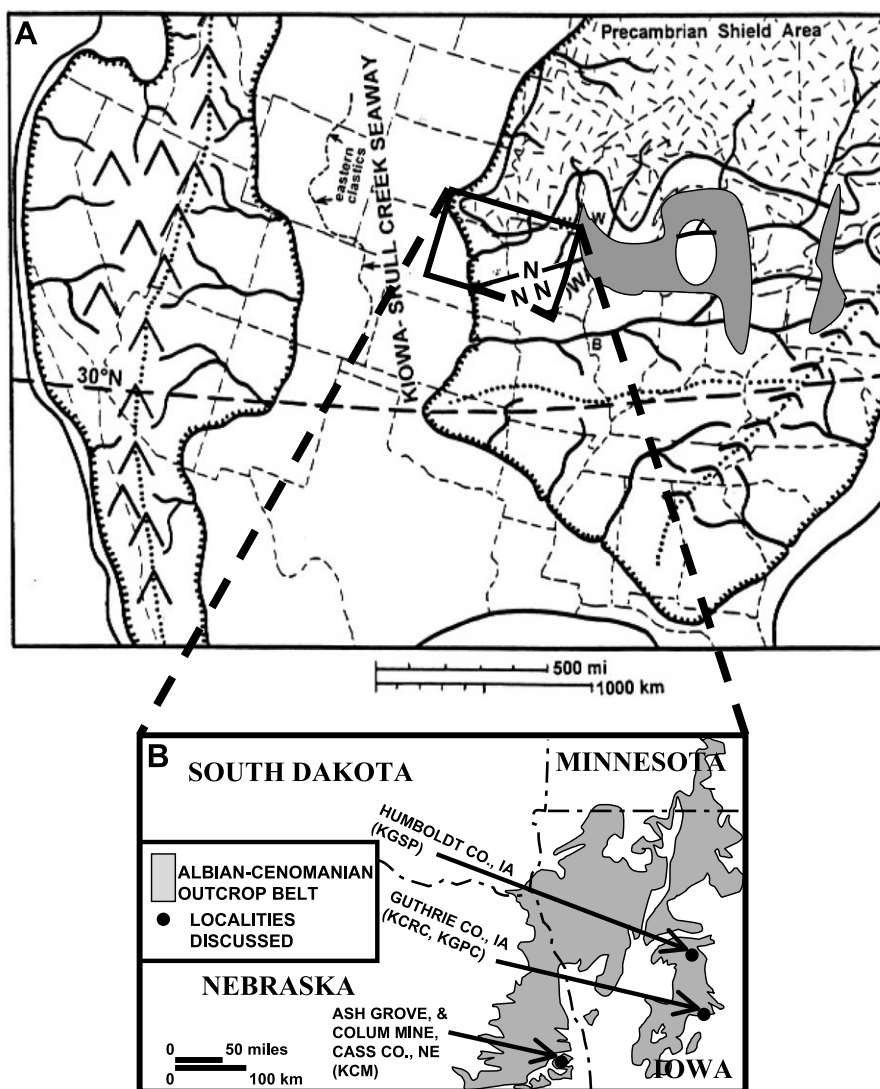 A
Precambrian Shield Area
eastern
clastics
KIOWA- SKULL CREEK SEAWAY
W
N
N N
B
30°N
500 mi
1000 km
B
SOUTH DAKOTA
MINNESOTA
HUMBOLDT CO., IA
(KGSP)
ALBIAN-CENOMANIAN
OUTCROP BELT
LOCALITIES
DISCUSSED
GUTHRIE CO., IA
(KCRC, KGPC)
NEBRASKA
ASH GROVE, &
COLUM MINE,
CASS CO., NE
(KCM)
0 50 miles
0 100 km
IOWA